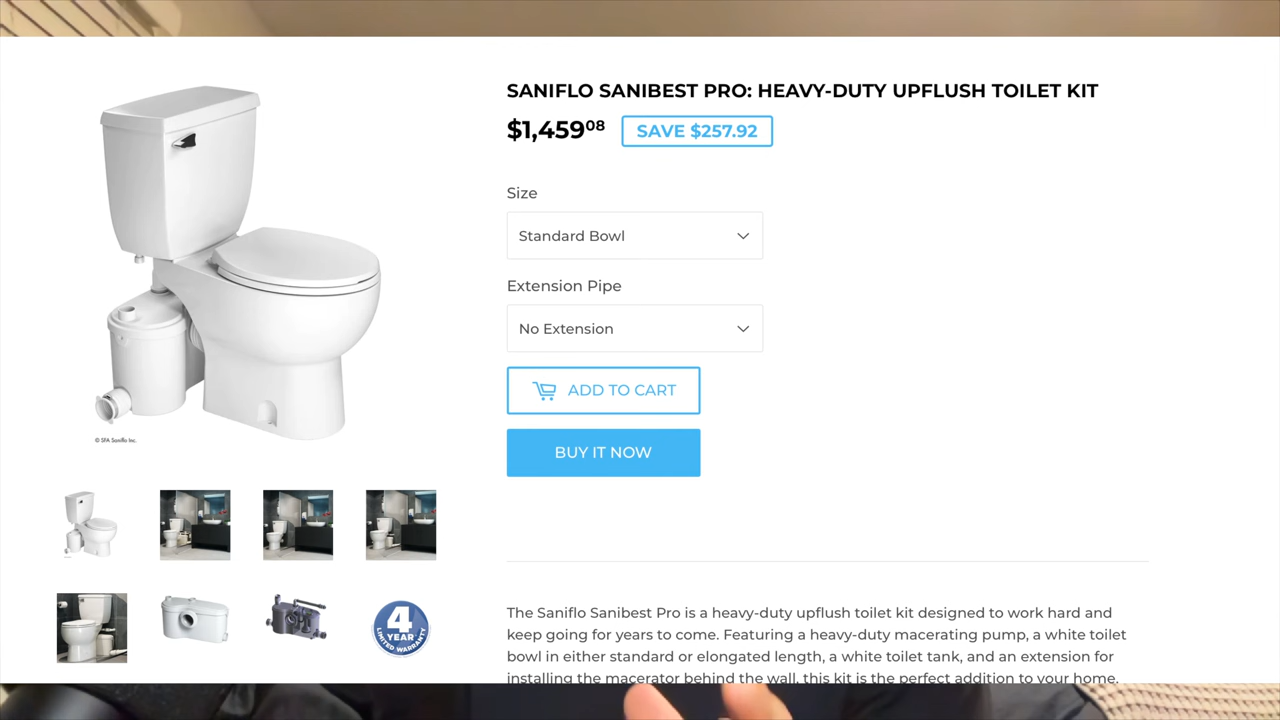 SANIFLO SANIBEST PRO: HEAVY-DUTY UPFLUSH TOILET KIT
$1,45908 SAVE $257.92
Size
Standard Bowl
Extension Pipe
No Extension
ADD TO CART
BUY IT NOW
© SFA Saniflo Inc.
4
YEAR
LIMITED WARRANTY
The Saniflo Sanibest Pro is a heavy-duty upflush toilet kit designed to work hard and
keep going for years to come. Featuring a heavy-duty macerating pump, a white toilet
bowl in either standard or elongated length, a white toilet tank, and an extension for
installing the macerator behind the wall, this kit is the perfect addition to your home.